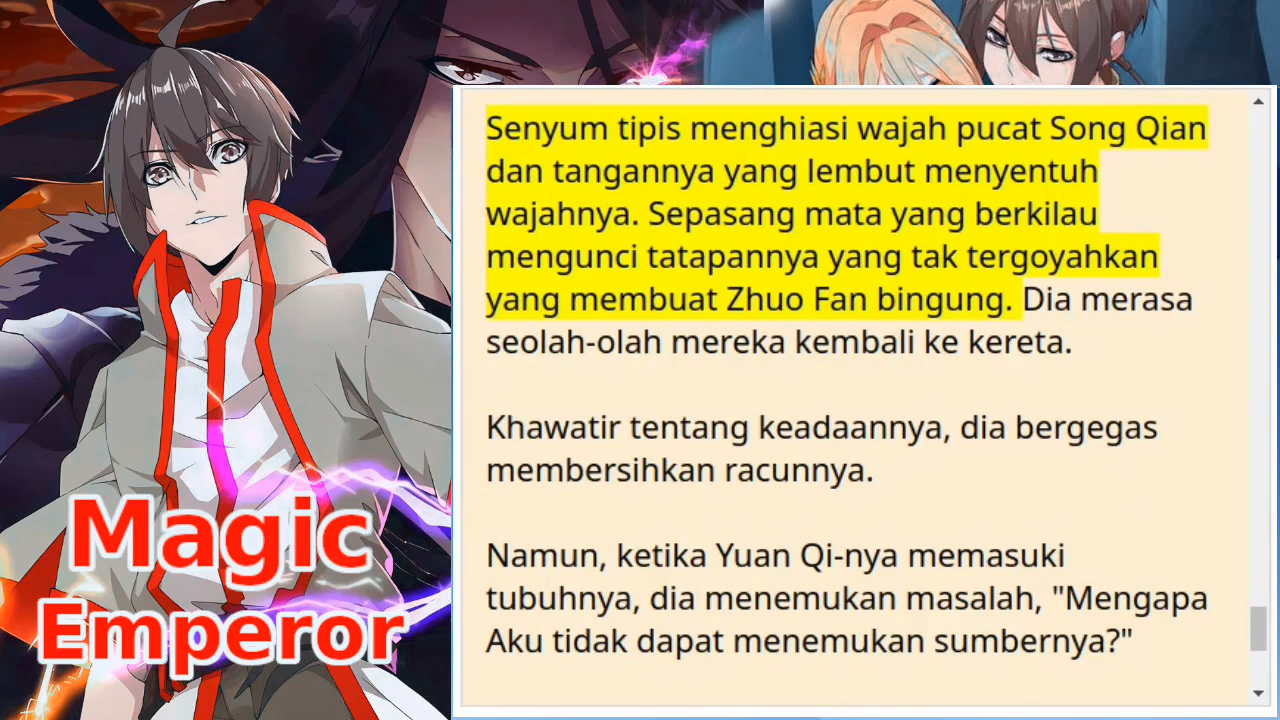 Magic
Emperor
Senyum tipis menghiasi wajah pucat Song Qian
dan tangannya yang lembut menyentuh
wajahnya. Sepasang mata yang berkilau
mengunci tatapannya yang tak tergoyahkan
yang membuat Zhuo Fan bingung. Dia merasa
seolah-olah mereka kembali ke kereta.
Khawatir tentang keadaannya, dia bergegas
membersihkan racunnya.
Namun, ketika Yuan Qi-nya memasuki
tubuhnya, dia menemukan masalah, "Mengapa
Aku tidak dapat menemukan sumbernya?"